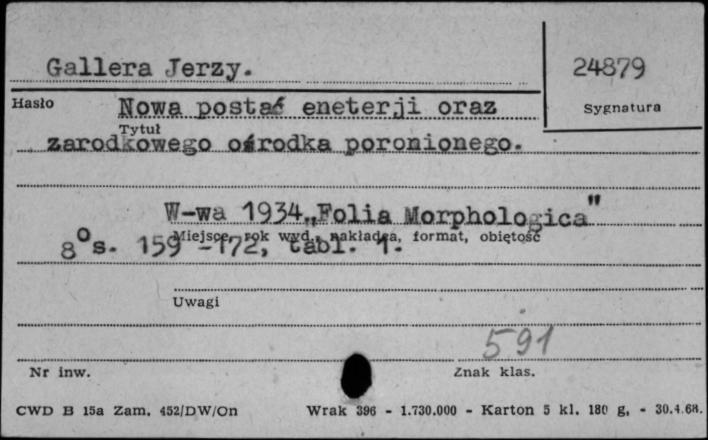 Gallera Jerzy.
24879
Hasło
Sygnatura
Nowa postać eneterji oraz
Tytuł
zarodkowego ośrodka poronionego.
W-wa 1934 „Folia Morphologica"
Miejsce, rok wyd., nakładca, format, objętość
8° s. 159 -172, tabl. 1.
Uwagi
591
Nr inw.
Znak klas.
CWD B 15a Zam. 452/DW/On Wrak 396 - 1.730.000 - Karton 5 kl. 180 g. - 30.4.68.